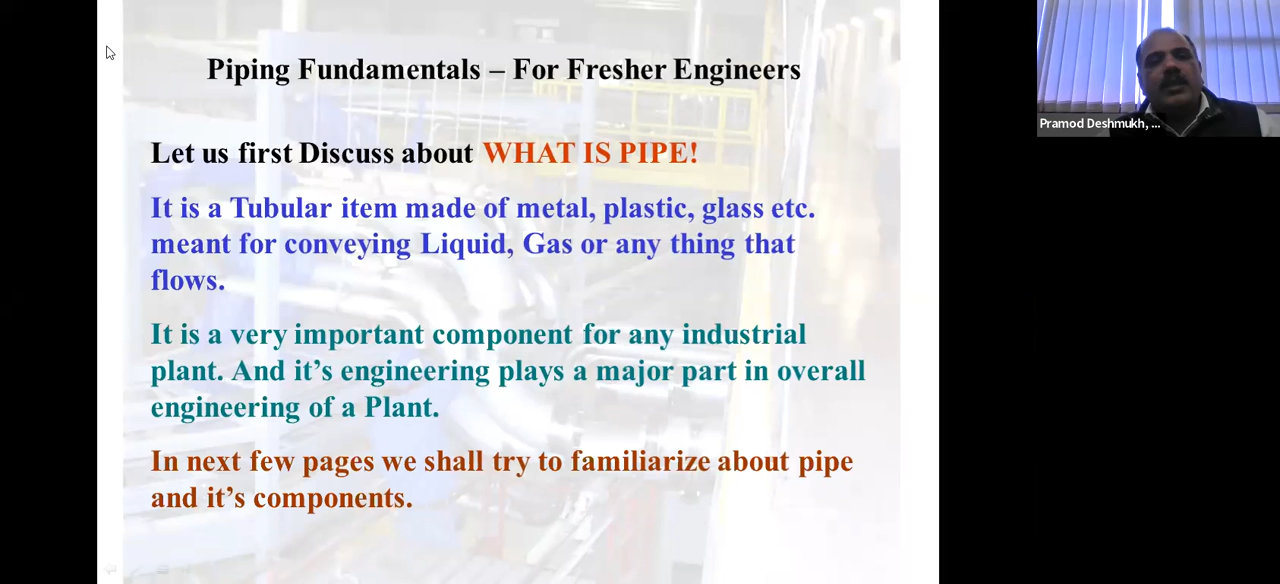 Piping Fundamentals – For Fresher Engineers
Let us first Discuss about WHAT IS PIPE!
It is a Tubular item made of metal, plastic, glass etc.
meant for conveying Liquid, Gas or any thing that
flows.
It is a very important component for any industrial
plant. And it’s engineering plays a major part in overall
engineering of a Plant.
In next few pages we shall try to familiarize about pipe
and it’s components.
Pramod Deshmukh, ...